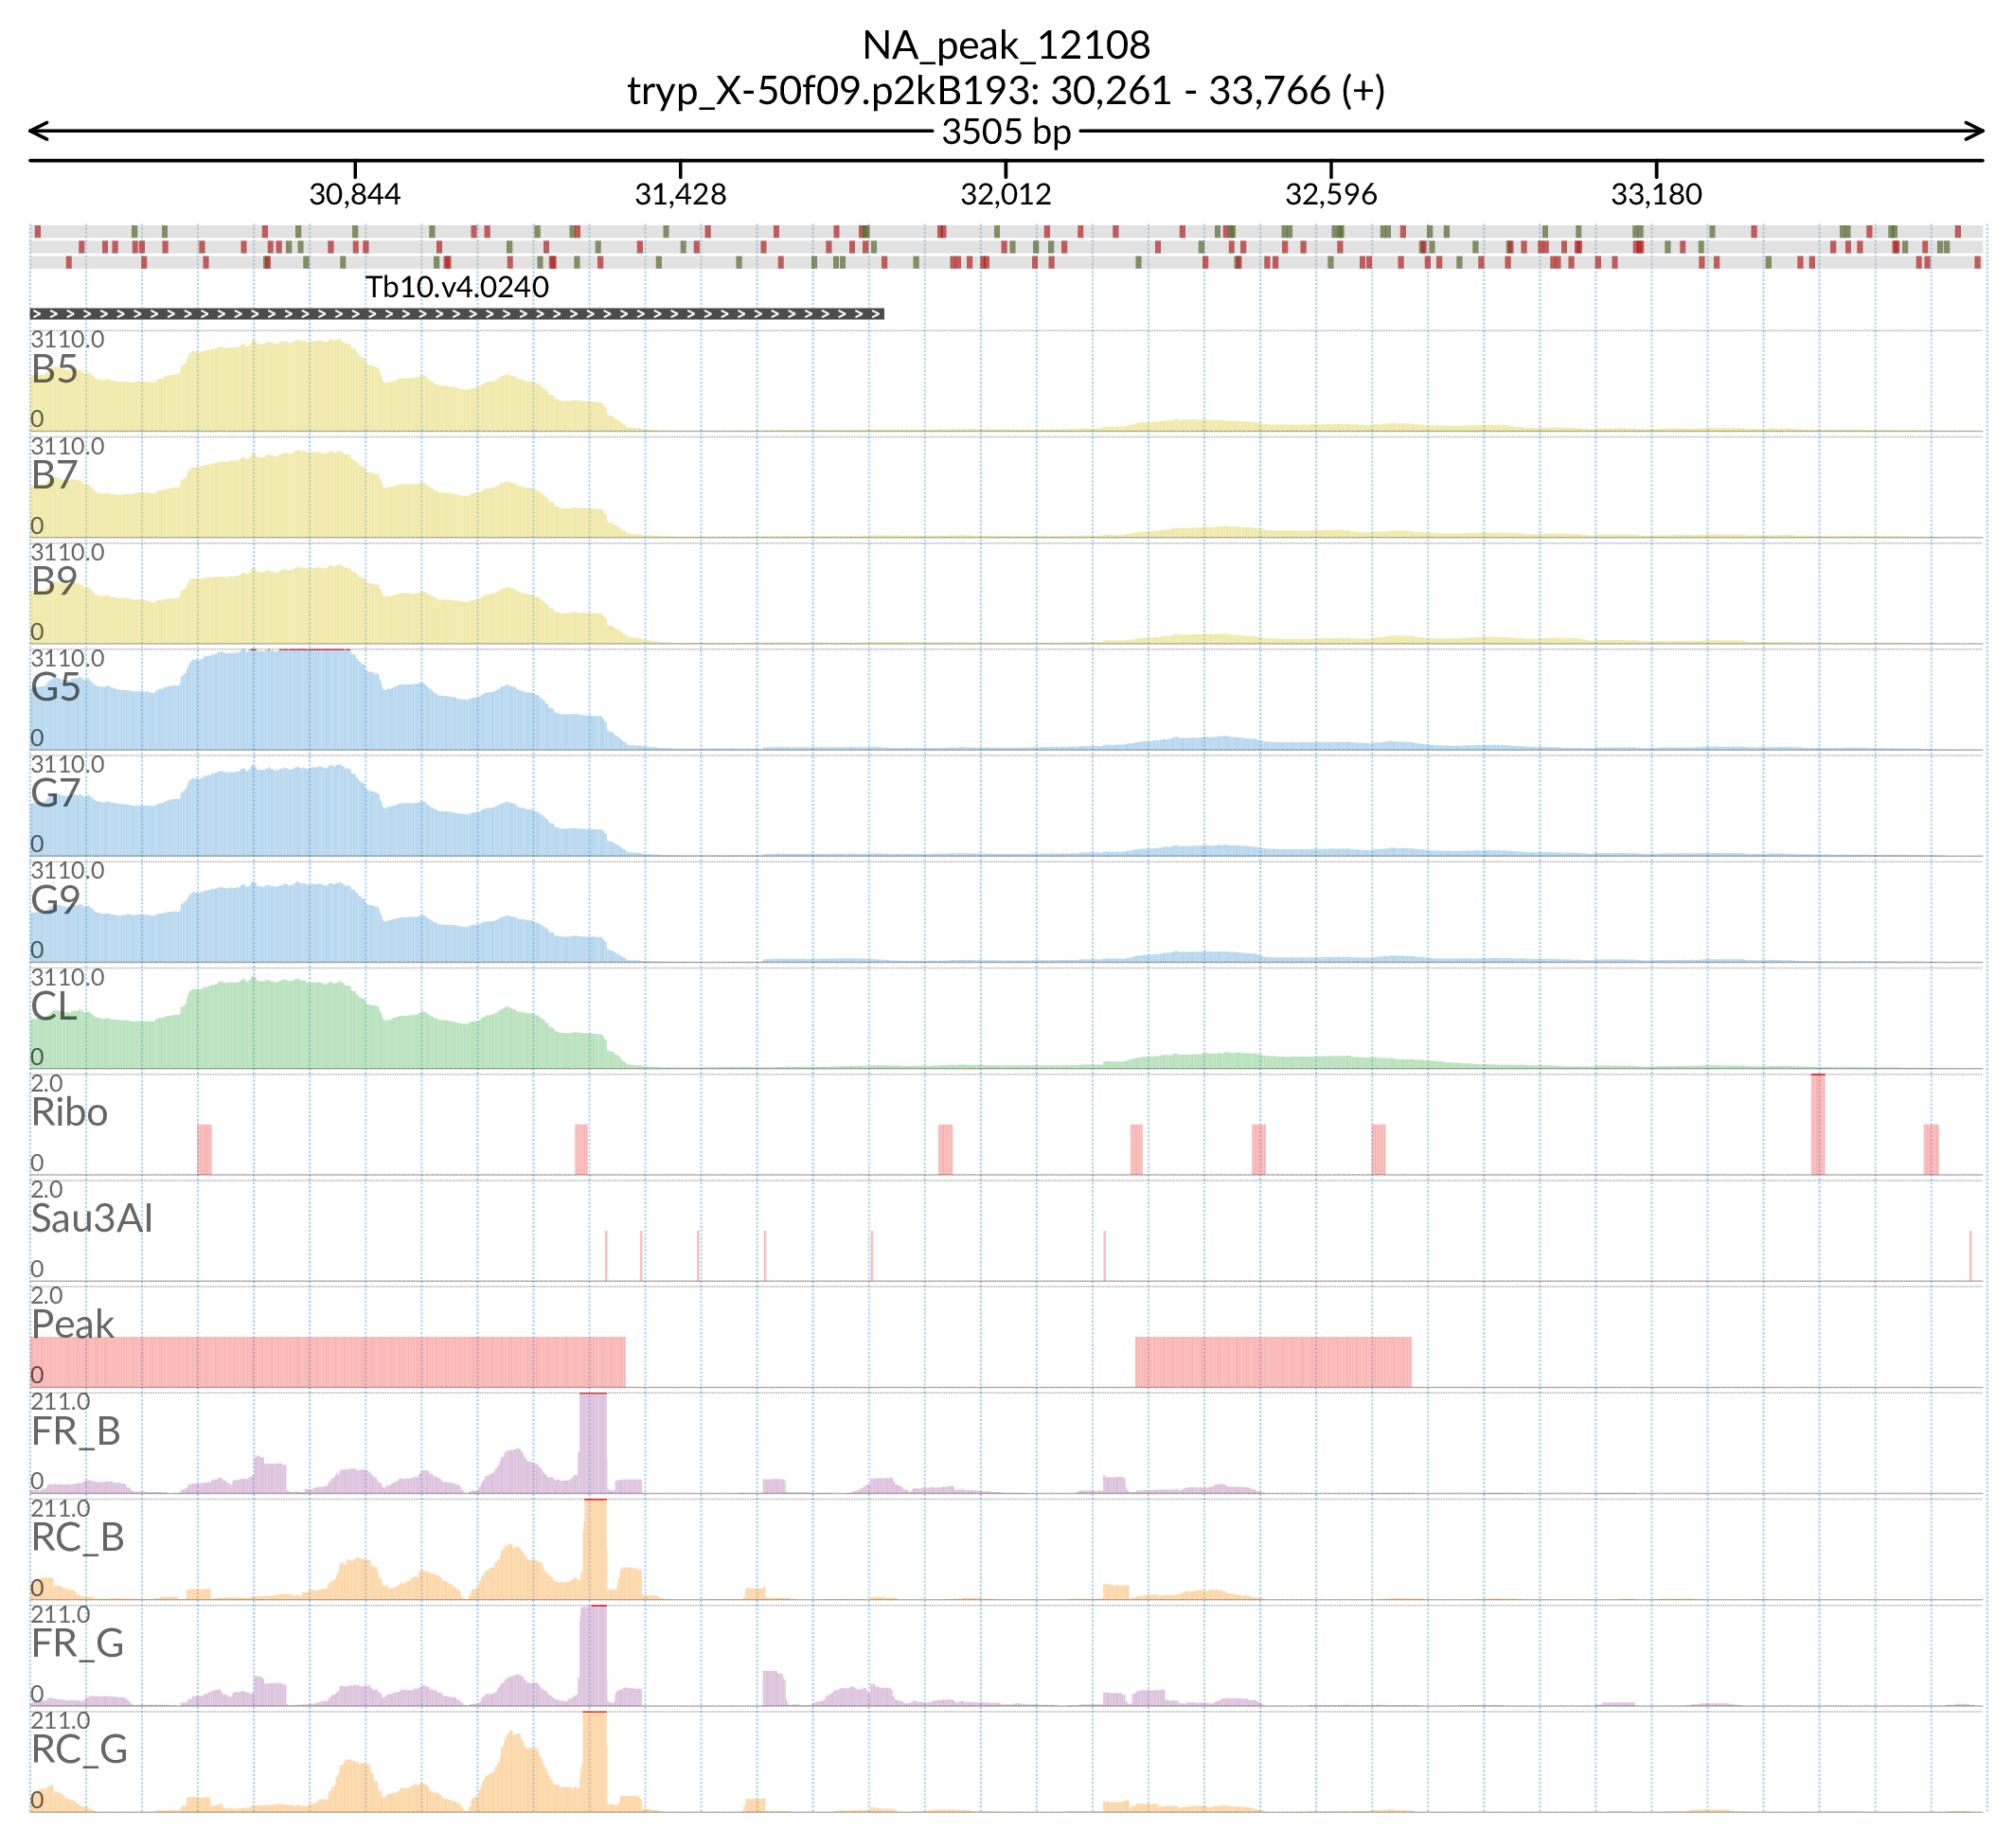 NA_peak_12108
tryp_X-50f09.p2kB193: 30,261 - 33,766 (+)
3505 bp
30,844 31,428 32,012 32,596 33,180
Tb10.v4.0240
3110.0
B5
0
3110.0
B7
0
3110.0
B9
0
3110.0
G5
0
3110.0
G7
0
3110.0
G9
0
3110.0
CL
0
2.0
Ribo
0
2.0
Sau3AI
0
2.0
Peak
0
211.0
FR_B
0
211.0
RC_B
0
211.0
FR_G
0
211.0
RC_G
0